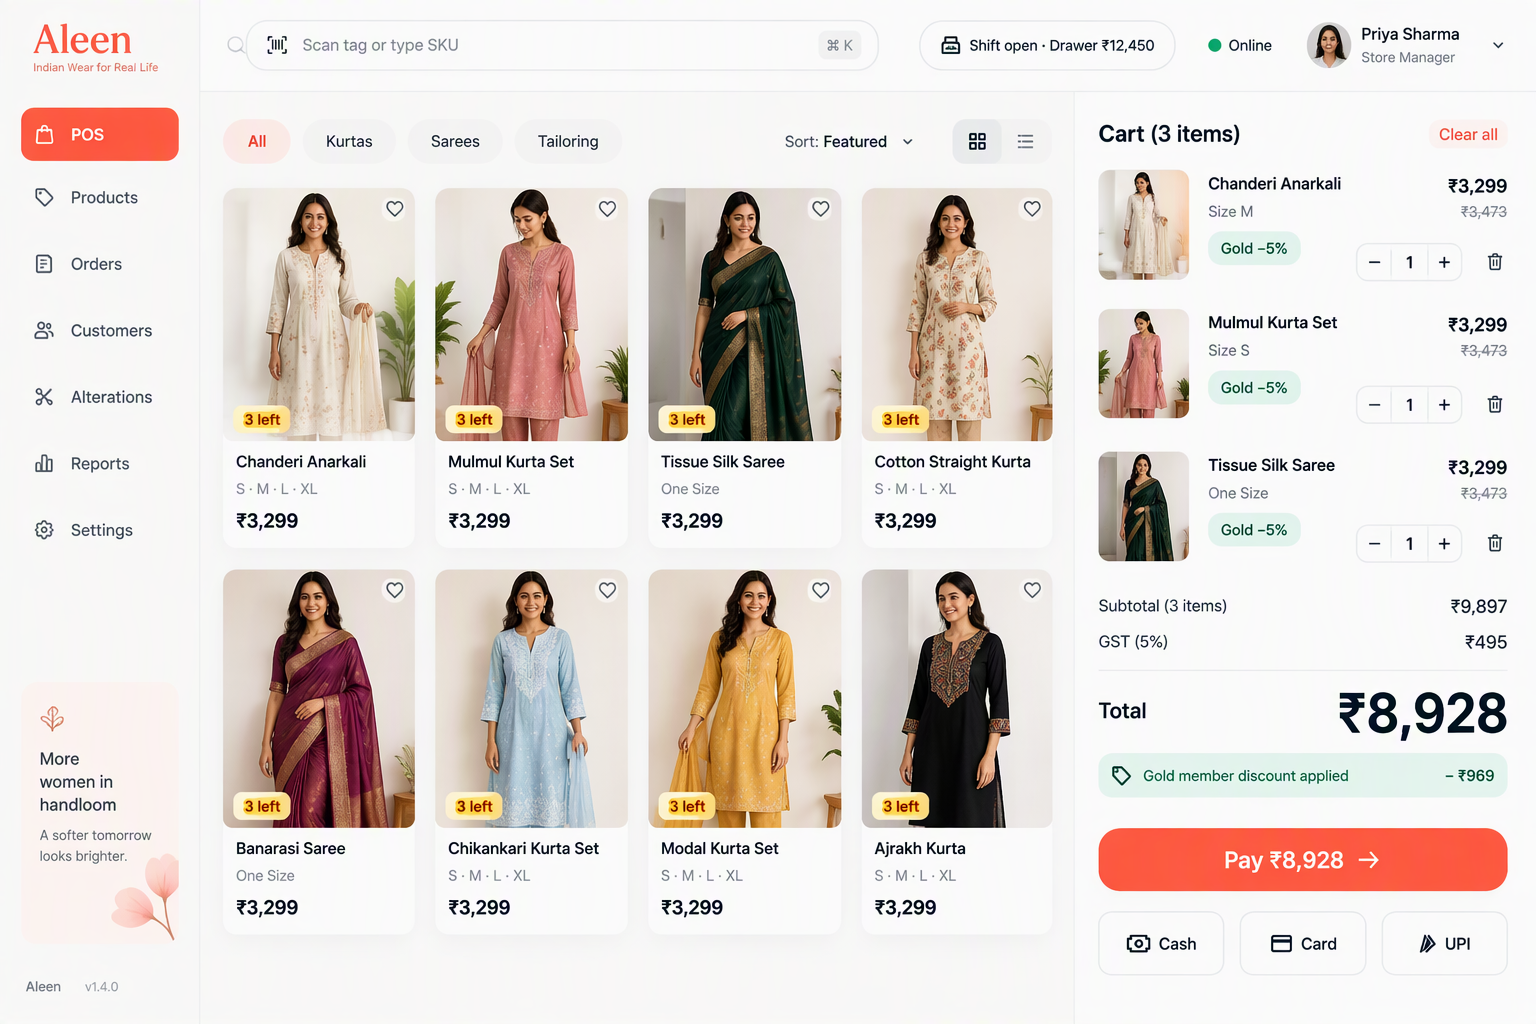 Aleen
Indian Wear for Real Life
Scan tag or type SKU
⌘ K
Shift open · Drawer ₹12,450
Online
Priya Sharma
Store Manager
POS
Products
Orders
Customers
Alterations
Reports
Settings
More
women in
handloom
A softer tomorrow
looks brighter.
Aleen v1.4.0
All
Kurtas
Sarees
Tailoring
Sort: Featured
3 left
Chanderi Anarkali
S · M · L · XL
₹3,299
3 left
Mulmul Kurta Set
S · M · L · XL
₹3,299
3 left
Tissue Silk Saree
One Size
₹3,299
3 left
Cotton Straight Kurta
S · M · L · XL
₹3,299
3 left
Banarasi Saree
One Size
₹3,299
3 left
Chikankari Kurta Set
S · M · L · XL
₹3,299
3 left
Modal Kurta Set
S · M · L · XL
₹3,299
3 left
Ajrakh Kurta
S · M · L · XL
₹3,299
Cart (3 items)
Clear all
Chanderi Anarkali
₹3,299
Size M
₹3,473
Gold −5%
− 1 +
Mulmul Kurta Set
₹3,299
Size S
₹3,473
Gold −5%
− 1 +
Tissue Silk Saree
₹3,299
One Size
₹3,473
Gold −5%
− 1 +
Subtotal (3 items) ₹9,897
GST (5%) ₹495
Total ₹8,928
Gold member discount applied − ₹969
Pay ₹8,928 →
Cash
Card
UPI